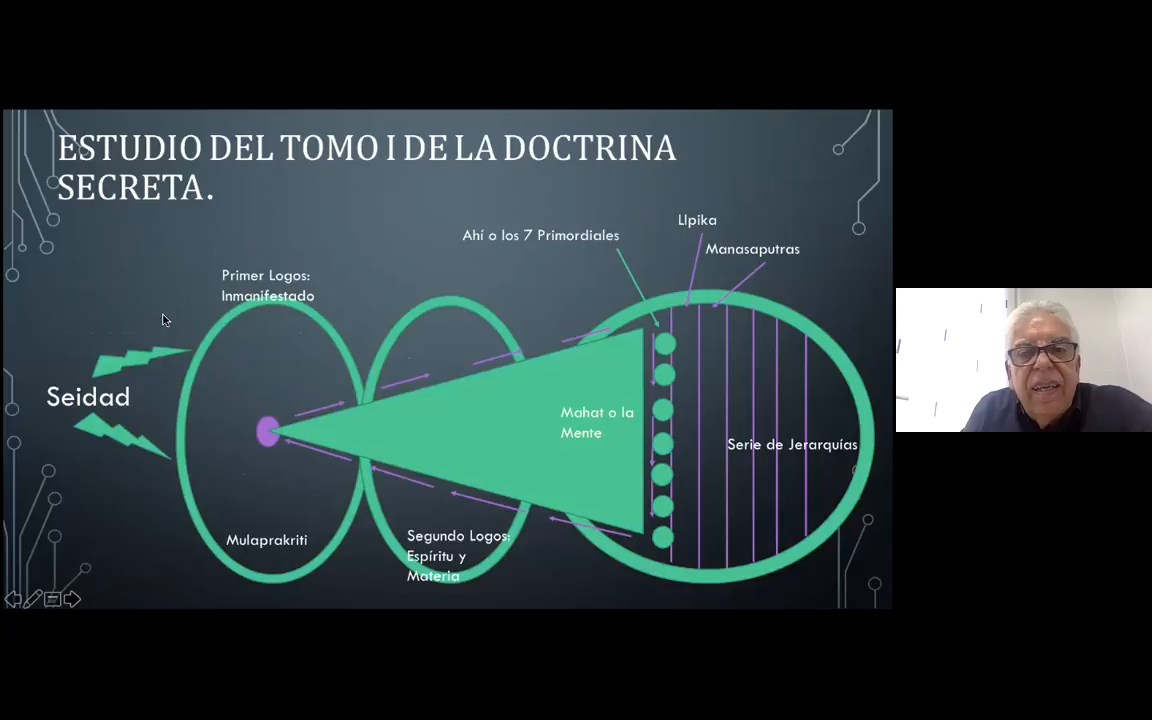 ESTUDIO DEL TOMO I DE LA DOCTRINA
SECRETA.
LIpika
Ahí o los 7 Primordiales
Manasaputras
Primer Logos:
Inmanifestado
Seidad
Mahat o la
Mente
Serie de Jerarquías
Mulaprakriti
Segundo Logos:
Espíritu y
Materia